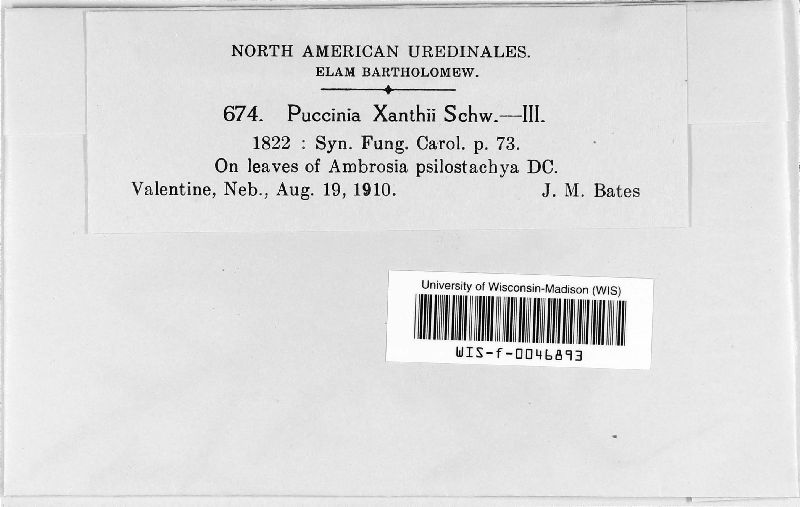 NORTH AMERICAN UREDINALES.
ELAM BARTHOLOMEW.
674. Puccinia Xanthii Schw.—III.
1822 : Syn. Fung. Carol. p. 73.
On leaves of Ambrosia psilostachya DC.
Valentine, Neb., Aug. 19, 1910. J. M. Bates
University of Wisconsin-Madison (WIS)
WIS-f-0046893